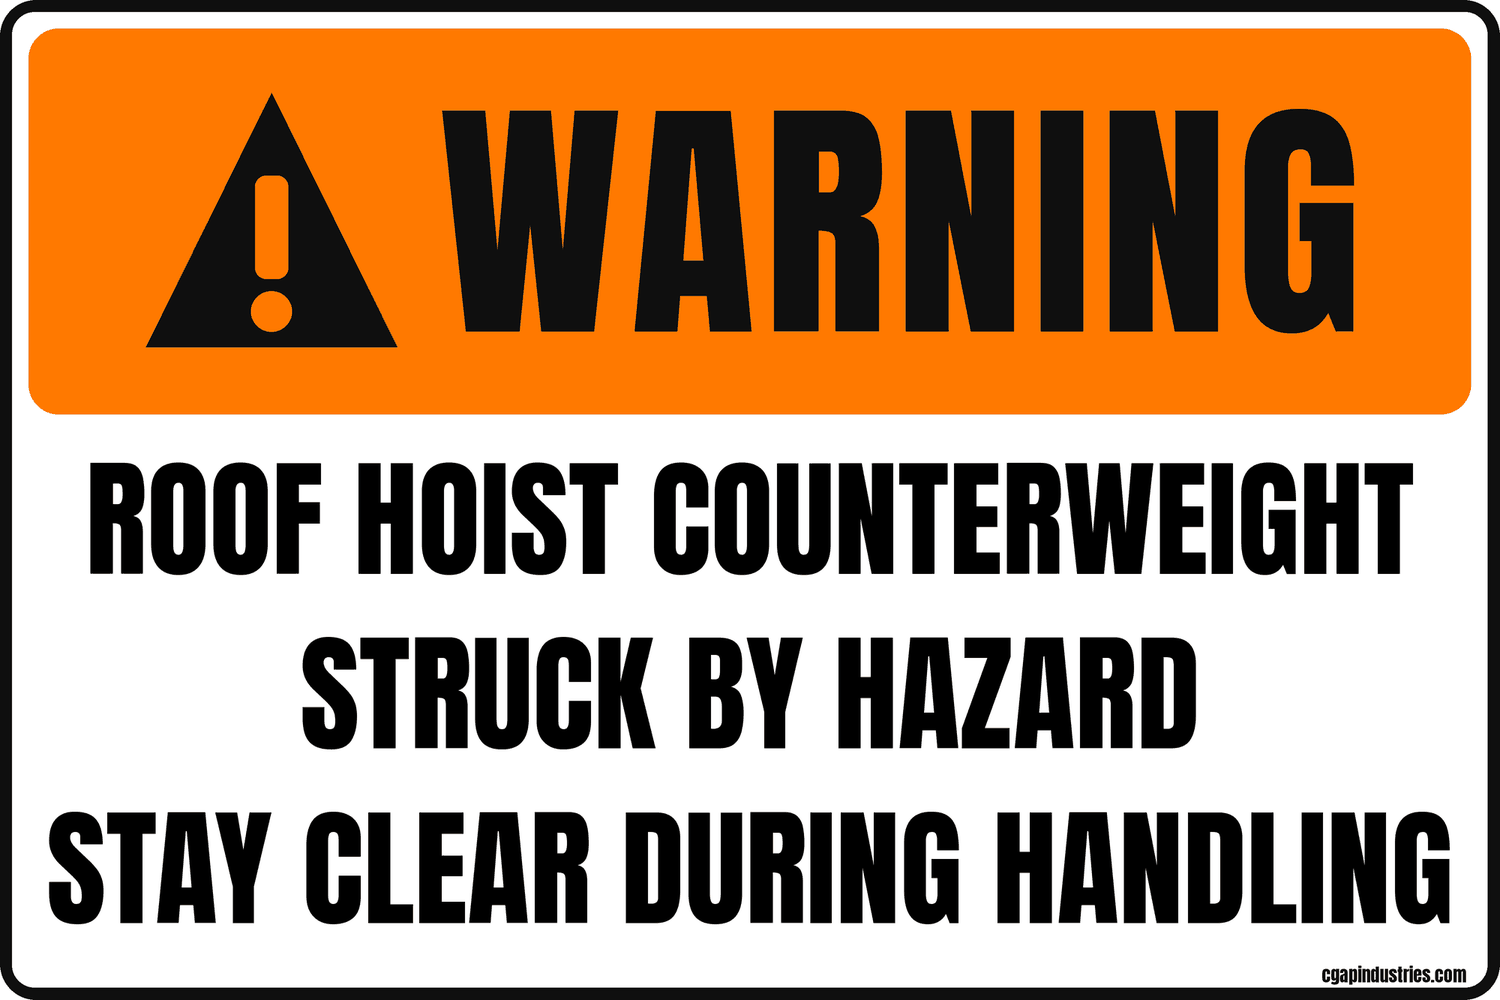 WARNING
ROOF HOIST COUNTERWEIGHT
STRUCK BY HAZARD
STAY CLEAR DURING HANDLING
cgapindustries.com